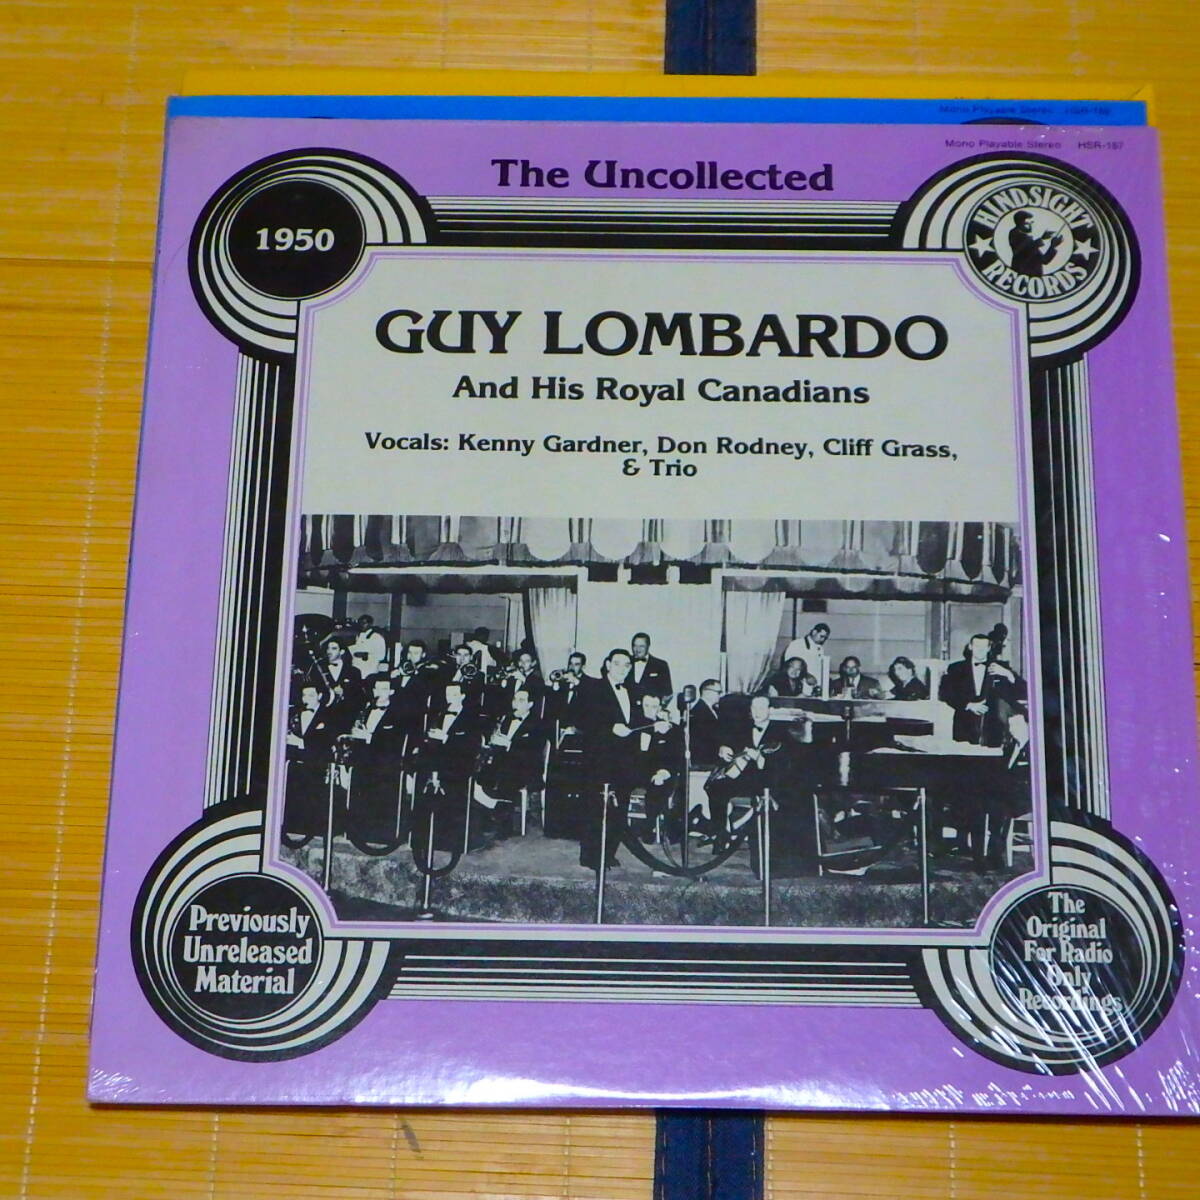 Mono Playable Stereo HSR-187
The Uncollected
1950
HINDSIGHT
RECORDS
GUY LOMBARDO
And His Royal Canadians
Vocals: Kenny Gardner, Don Rodney, Cliff Grass,
& Trio
Previously
Unreleased
Material
The
Original
For Radio
Only
Recordings